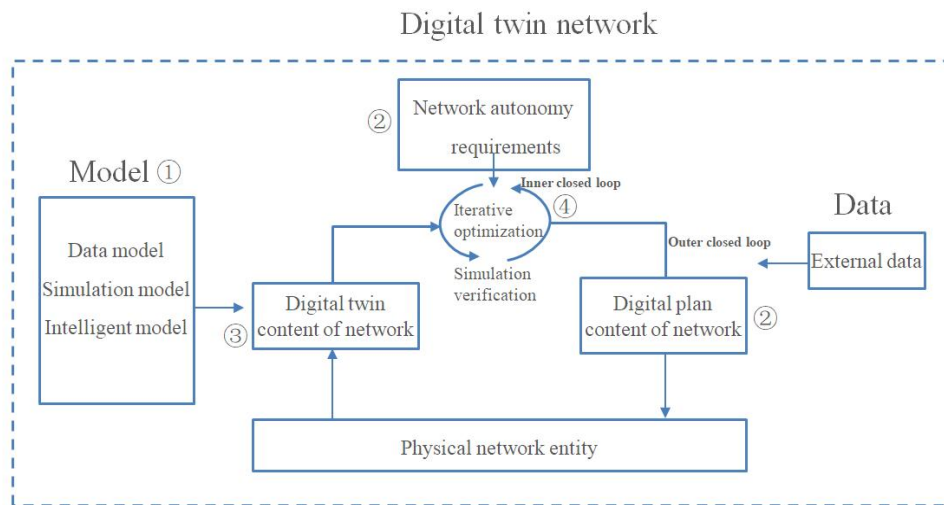 Digital twin network
②
Network autonomy
requirements
Model ①
Inner closed loop
④
Iterative
optimization
Data
Data model
Simulation model
Intelligent model
Outer closed loop
External data
Simulation
verification
③
Digital twin
content of network
Digital plan
content of network
②
Physical network entity